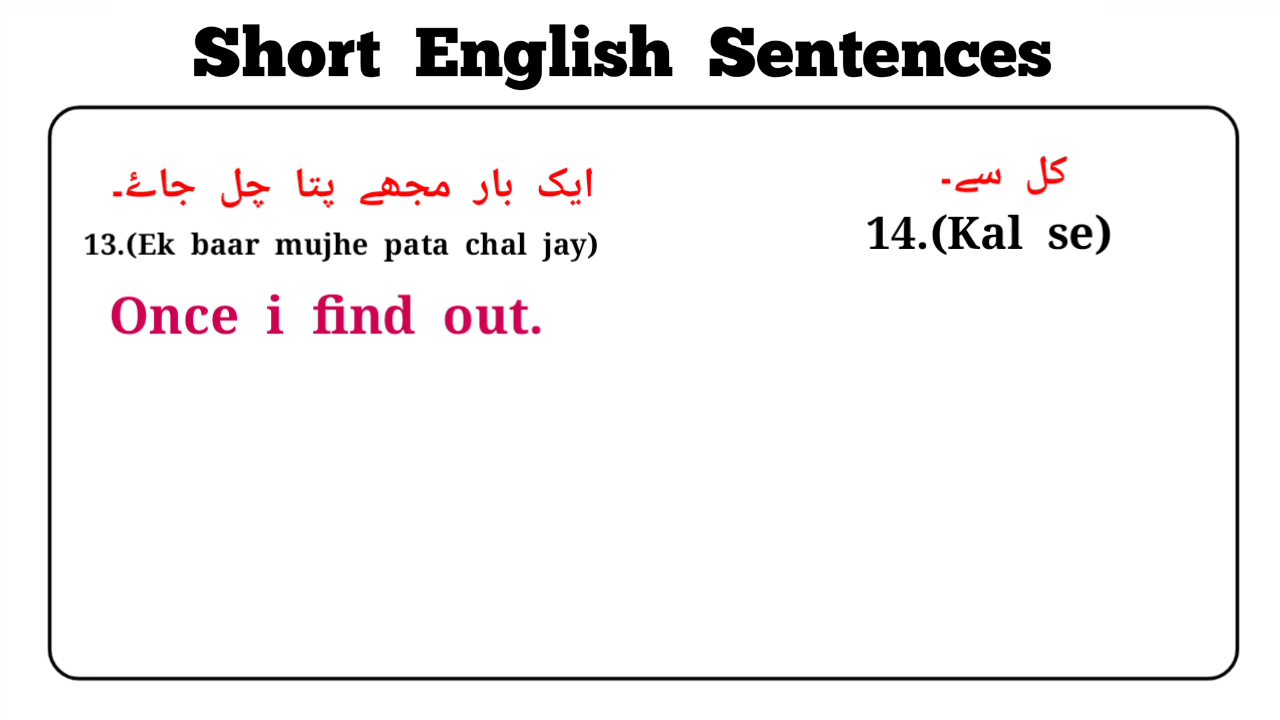 Short English Sentences
ایک بار مجھے پتا چل جاۓ۔
13.(Ek baar mujhe pata chal jay)
Once i find out.
کل سے۔
14.(Kal se)